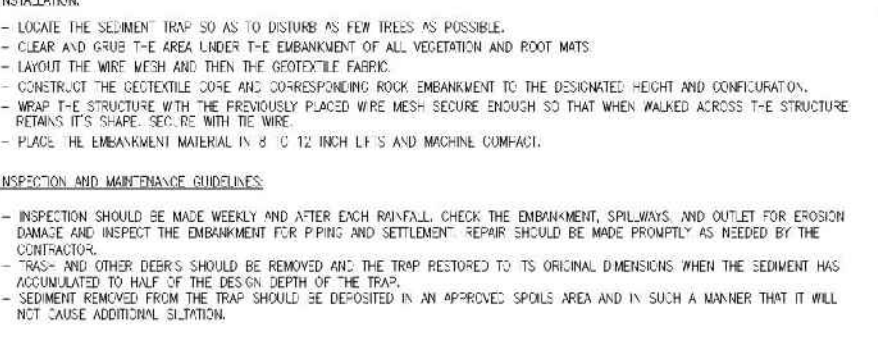 INSTALLATION:
- LOCATE THE SEDIMENT TRAP SO AS TO DISTURB AS FEW TREES AS POSSIBLE.
- CLEAR AND GRUB THE AREA UNDER THE EMBANKMENT OF ALL VEGETATION AND ROOT MATS.
- LAYOUT THE WIRE MESH AND THEN THE GEOTEXTILE FABRIC.
- CONSTRUCT THE GEOTEXTILE CORE AND CORRESPONDING ROCK EMBANKMENT TO THE DESIGNATED HEIGHT AND CONFIGURATION.
- WRAP THE STRUCTURE WITH THE PREVIOUSLY PLACED WIRE MESH SECURE ENOUGH SO THAT WHEN WALKED ACROSS THE STRUCTURE
RETAINS IT'S SHAPE. SECURE WITH TIE WIRE.
- PLACE THE EMBANKMENT MATERIAL IN 8 TO 12 INCH LIFTS AND MACHINE COMPACT.
INSPECTION AND MAINTENANCE GUIDELINES:
- INSPECTION SHOULD BE MADE WEEKLY AND AFTER EACH RAINFALL. CHECK THE EMBANKMENT, SPILLWAYS, AND OUTLET FOR EROSION
DAMAGE AND INSPECT THE EMBANKMENT FOR PIPING AND SETTLEMENT. REPAIR SHOULD BE MADE PROMPTLY AS NEEDED BY THE
CONTRACTOR.
- TRASH AND OTHER DEBRIS SHOULD BE REMOVED AND THE TRAP RESTORED TO ITS ORIGINAL DIMENSIONS WHEN THE SEDIMENT HAS
ACCUMULATED TO HALF OF THE DESIGN DEPTH OF THE TRAP.
- SEDIMENT REMOVED FROM THE TRAP SHOULD BE DEPOSITED IN AN APPROVED SPOILS AREA AND IN SUCH A MANNER THAT IT WILL
NOT CAUSE ADDITIONAL SILTATION.